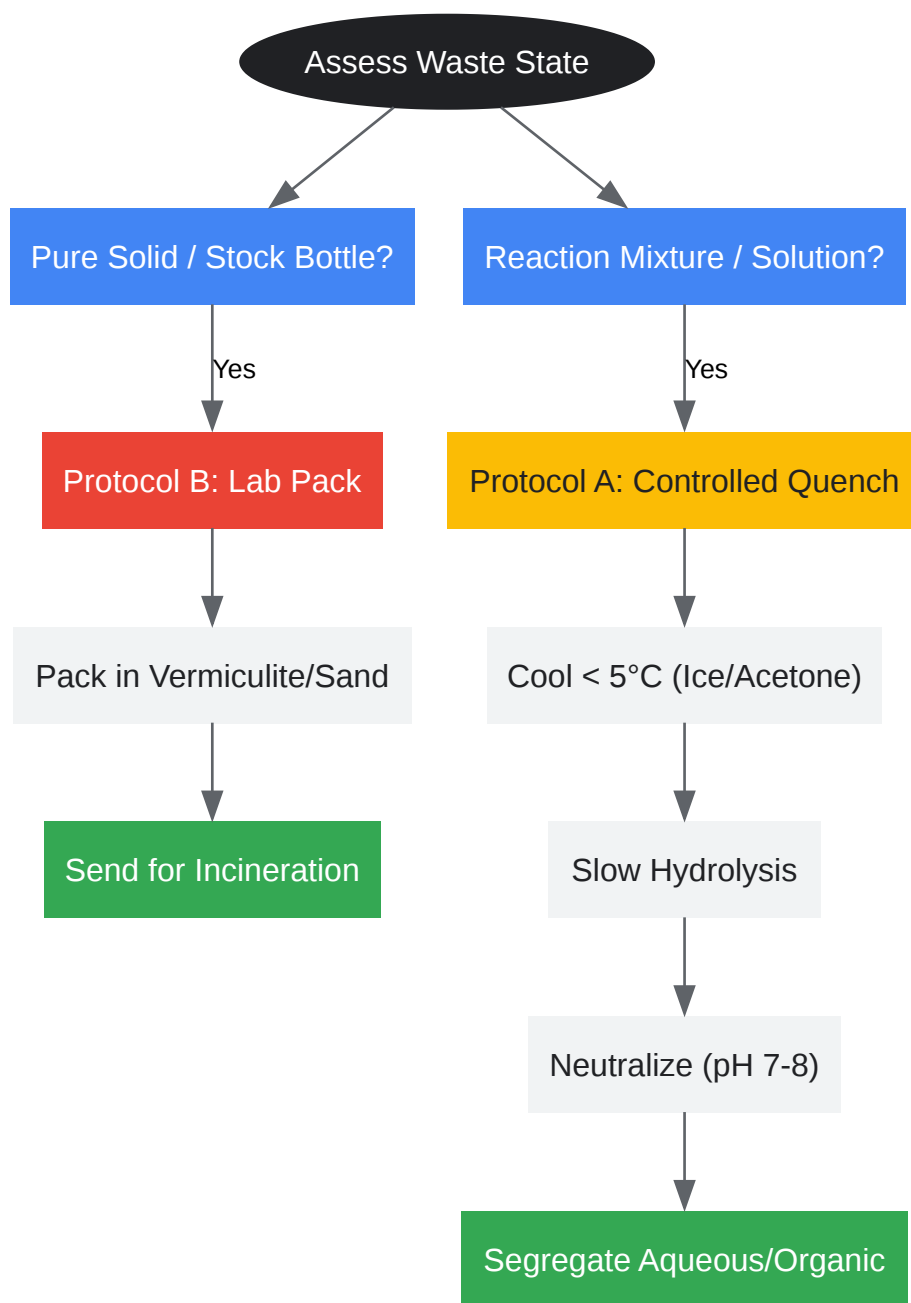 Assess Waste State
Pure Solid / Stock Bottle?
Reaction Mixture / Solution?
Yes
Yes
Protocol B: Lab Pack
Protocol A: Controlled Quench
Pack in Vermiculite/Sand
Cool < 5°C (Ice/Acetone)
Send for Incineration
Slow Hydrolysis
Neutralize (pH 7-8)
Segregate Aqueous/Organic